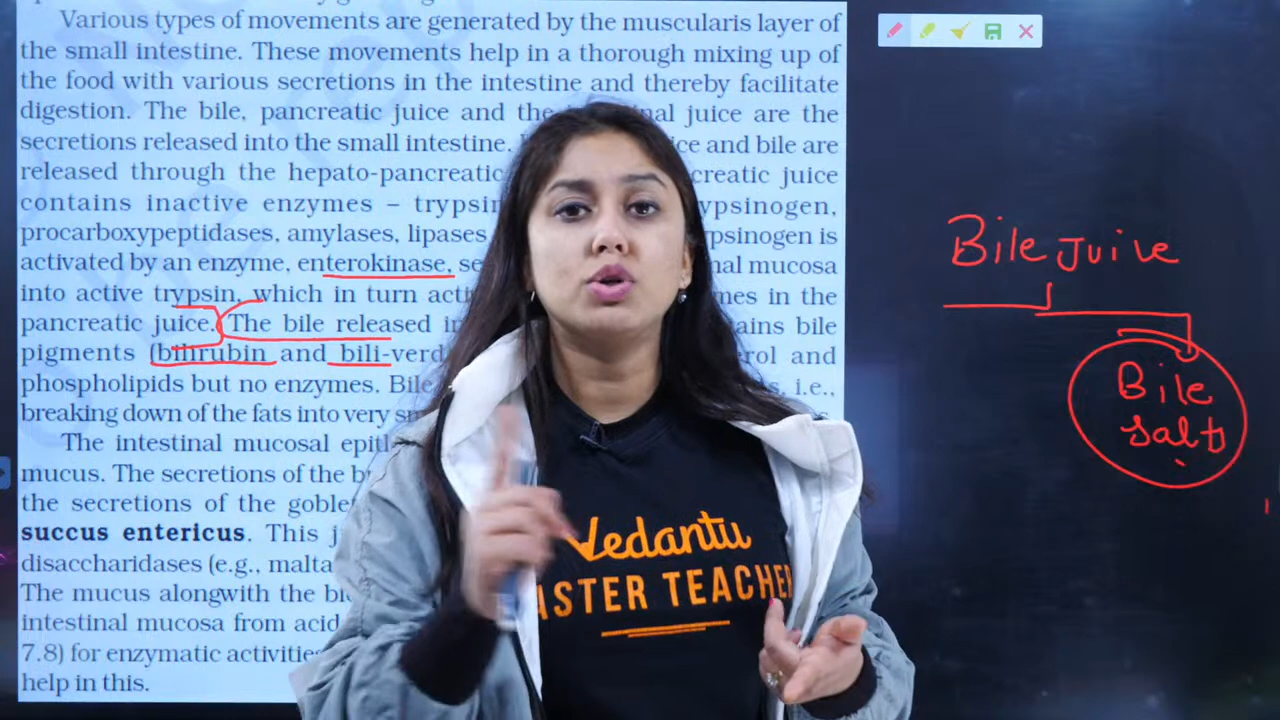 Various types of movements are generated by the muscularis layer of
the small intestine. These movements help in a thorough mixing up of
the food with various secretions in the intestine and thereby facilitate
digestion. The bile, pancreatic juice and the nal juice are the
secretions released into the small intestine. ice and bile are
released through the hepato-pancreatic creatic juice
contains inactive enzymes – trypsin ypsinogen,
procarboxypeptidases, amylases, lipases psinogen is
activated by an enzyme, enterokinase, se nal mucosa
into active trypsin, which in turn acti mes in the
pancreatic juice. The bile released in ains bile
pigments (bilirubin and bili-verd erol and
phospholipids but no enzymes. Bile s, i.e.,
breaking down of the fats into very sm
The intestinal mucosal epith
mucus. The secretions of the br
the secretions of the goble
succus entericus. This j
disaccharidases (e.g., malta
The mucus alongwith the bi
intestinal mucosa from acid
7.8) for enzymatic activities
help in this.
Bile Juice
Bile
Salts
Vedantu
ASTER TEACHER